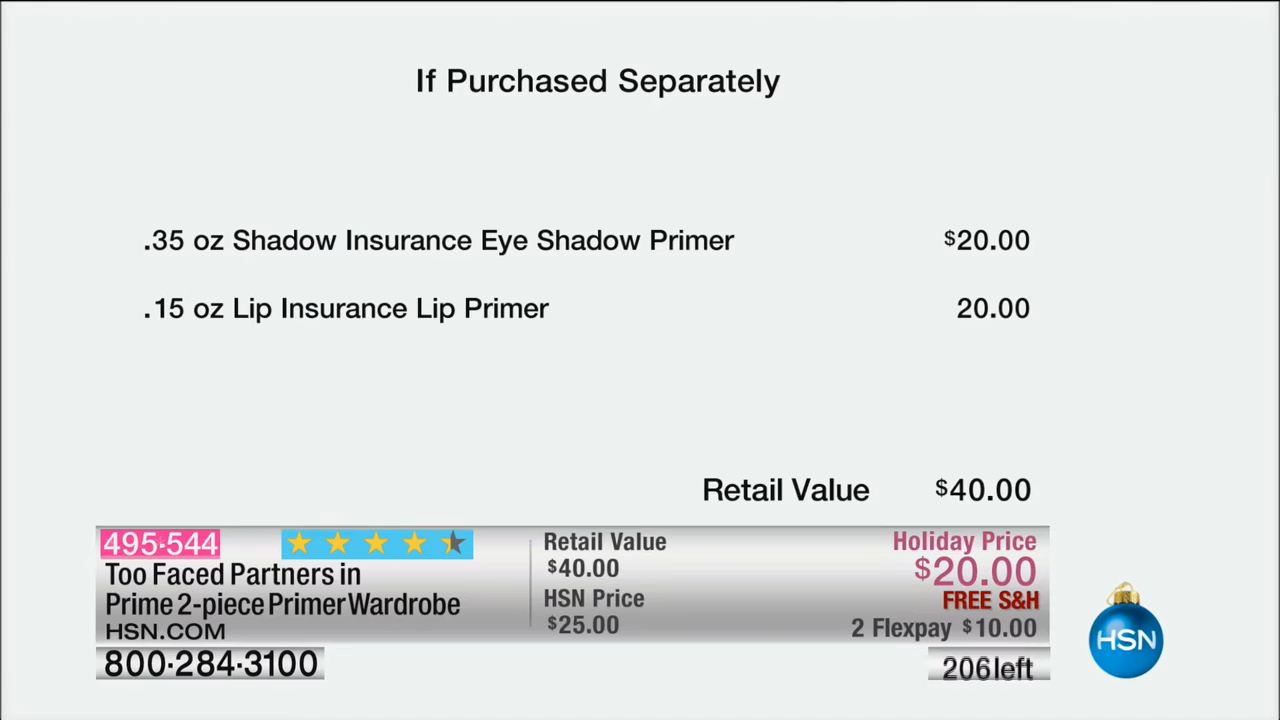 If Purchased Separately
.35 oz Shadow Insurance Eye Shadow Primer $20.00
.15 oz Lip Insurance Lip Primer 20.00
Retail Value $40.00
495·544
Too Faced Partners in
Prime 2-piece Primer Wardrobe
HSN.COM
800·284·3100
Retail Value
$40.00
HSN Price
$25.00
Holiday Price
$20.00
FREE S&H
2 Flexpay $10.00
206 left
HSN